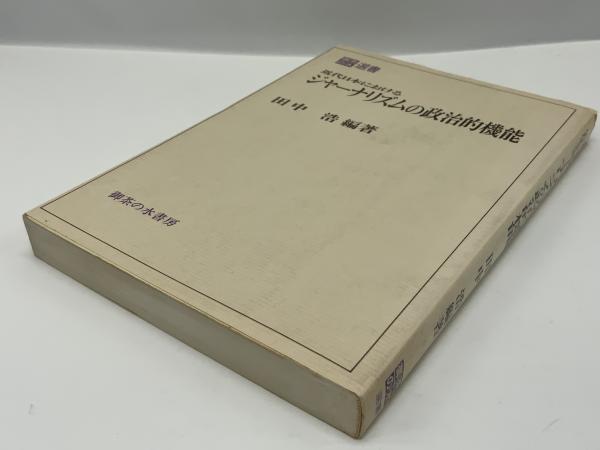 選書
近代日本における
ジャーナリズムの政治的機能
田中 浩 編著
御茶の水書房